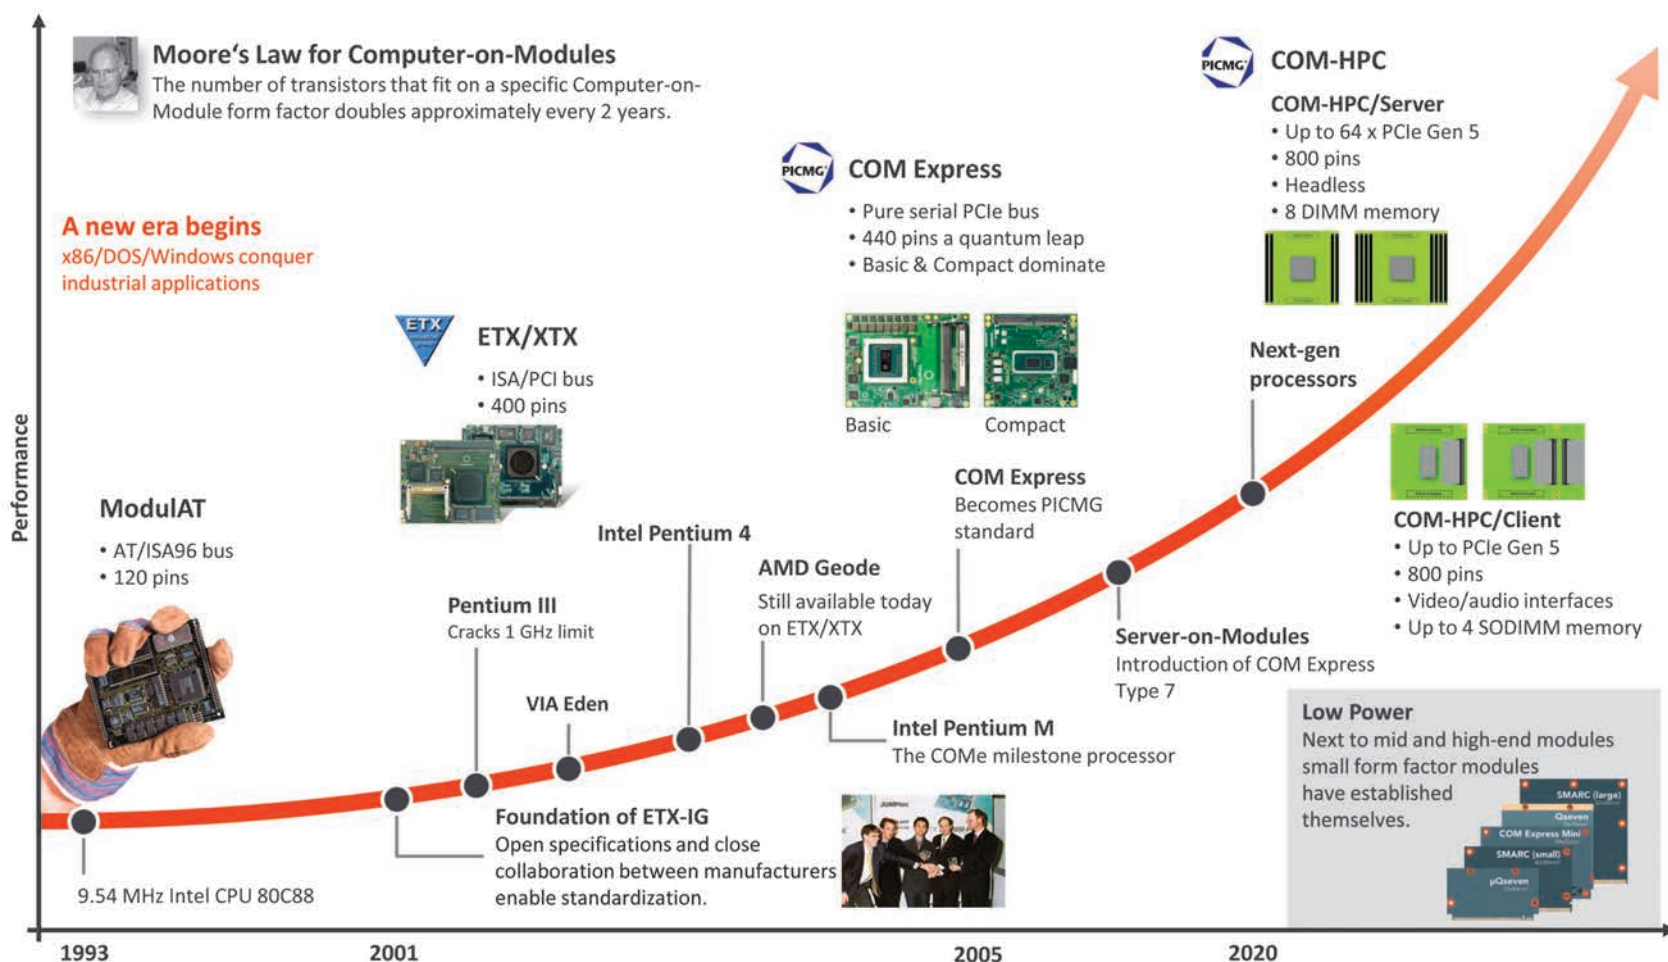 Moore's Law for Computer-on-Modules
The number of transistors that fit on a specific Computer-on-
Module form factor doubles approximately every 2 years.
PICMG
COM-HPC
COM-HPC/Server
• Up to 64 x PCIe Gen 5
• 800 pins
• Headless
• 8 DIMM memory
PICMG
COM Express
• Pure serial PCIe bus
• 440 pins a quantum leap
• Basic & Compact dominate
Basic
Compact
A new era begins
x86/DOS/Windows conquer
industrial applications
ETX
ETX/XTX
• ISA/PCI bus
• 400 pins
Next-gen
processors
Performance
ModulAT
• AT/ISA96 bus
• 120 pins
COM Express
Becomes PICMG
standard
COM-HPC/Client
• Up to PCIe Gen 5
• 800 pins
• Video/audio interfaces
• Up to 4 SODIMM memory
Intel Pentium 4
AMD Geode
Still available today
on ETX/XTX
Pentium III
Cracks 1 GHz limit
Server-on-Modules
Introduction of COM Express
Type 7
VIA Eden
Intel Pentium M
The COMe milestone processor
Low Power
Next to mid and high-end modules
small form factor modules
have established
themselves.
SMARC (large)
Qseven
COM Express Mini
SMARC (small)
µQseven
Foundation of ETX-IG
Open specifications and close
collaboration between manufacturers
enable standardization.
JUMPtec
9.54 MHz Intel CPU 80C88
1993
2001
2005
2020